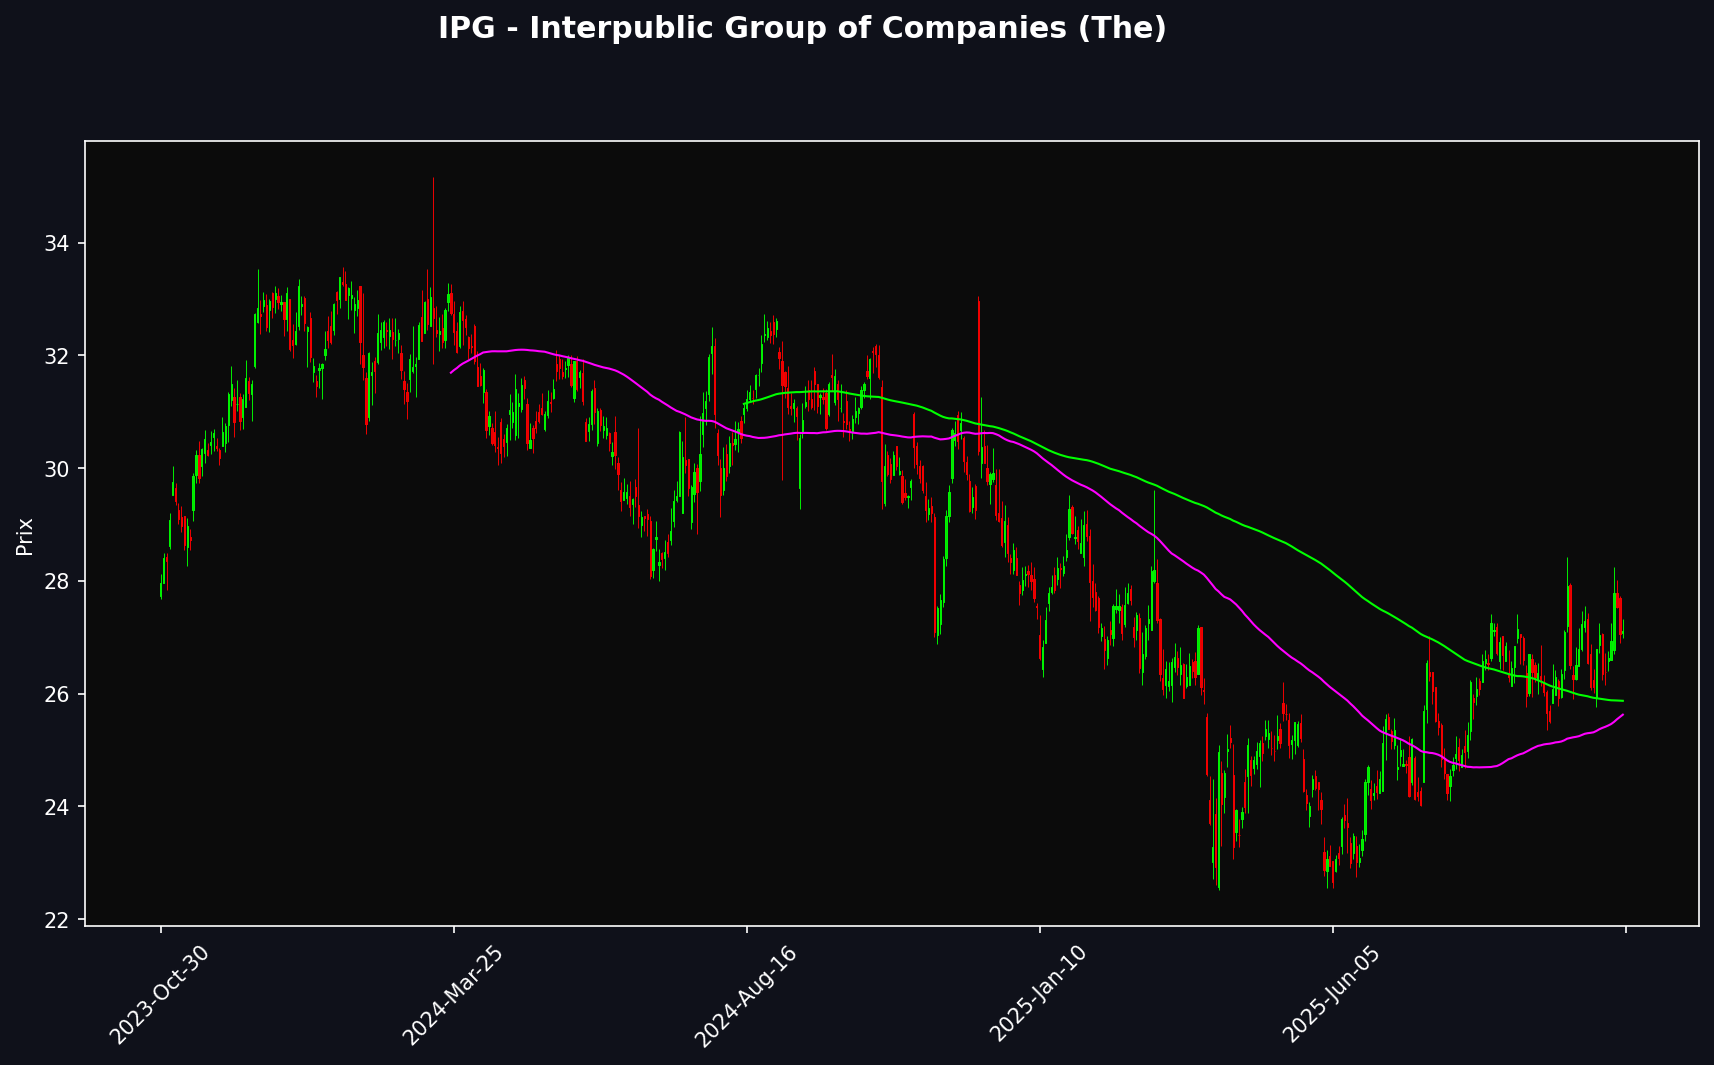 IPG - Interpublic Group of Companies (The)
Prix
34
32
30
28
26
24
22
2023-Oct-30
2024-Mar-25
2024-Aug-16
2025-Jan-10
2025-Jun-05